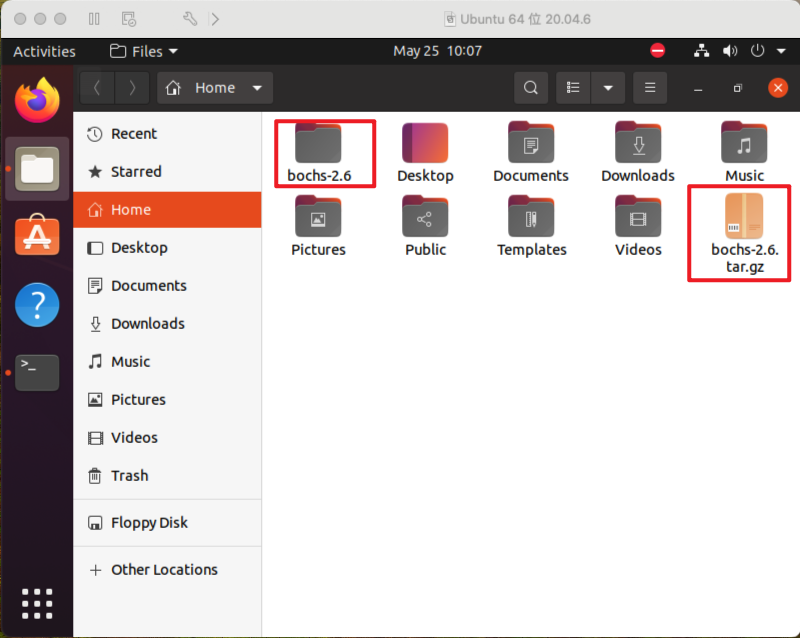 Ubuntu 64 位 20.04.6
Activities
Files
May 25 10:07
Home
Recent
Starred
Home
Desktop
Documents
Downloads
Music
Pictures
Videos
Trash
Floppy Disk
Other Locations
bochs-2.6
Desktop
Documents
Downloads
Music
Pictures
Public
Templates
Videos
bochs-2.6.
tar.gz